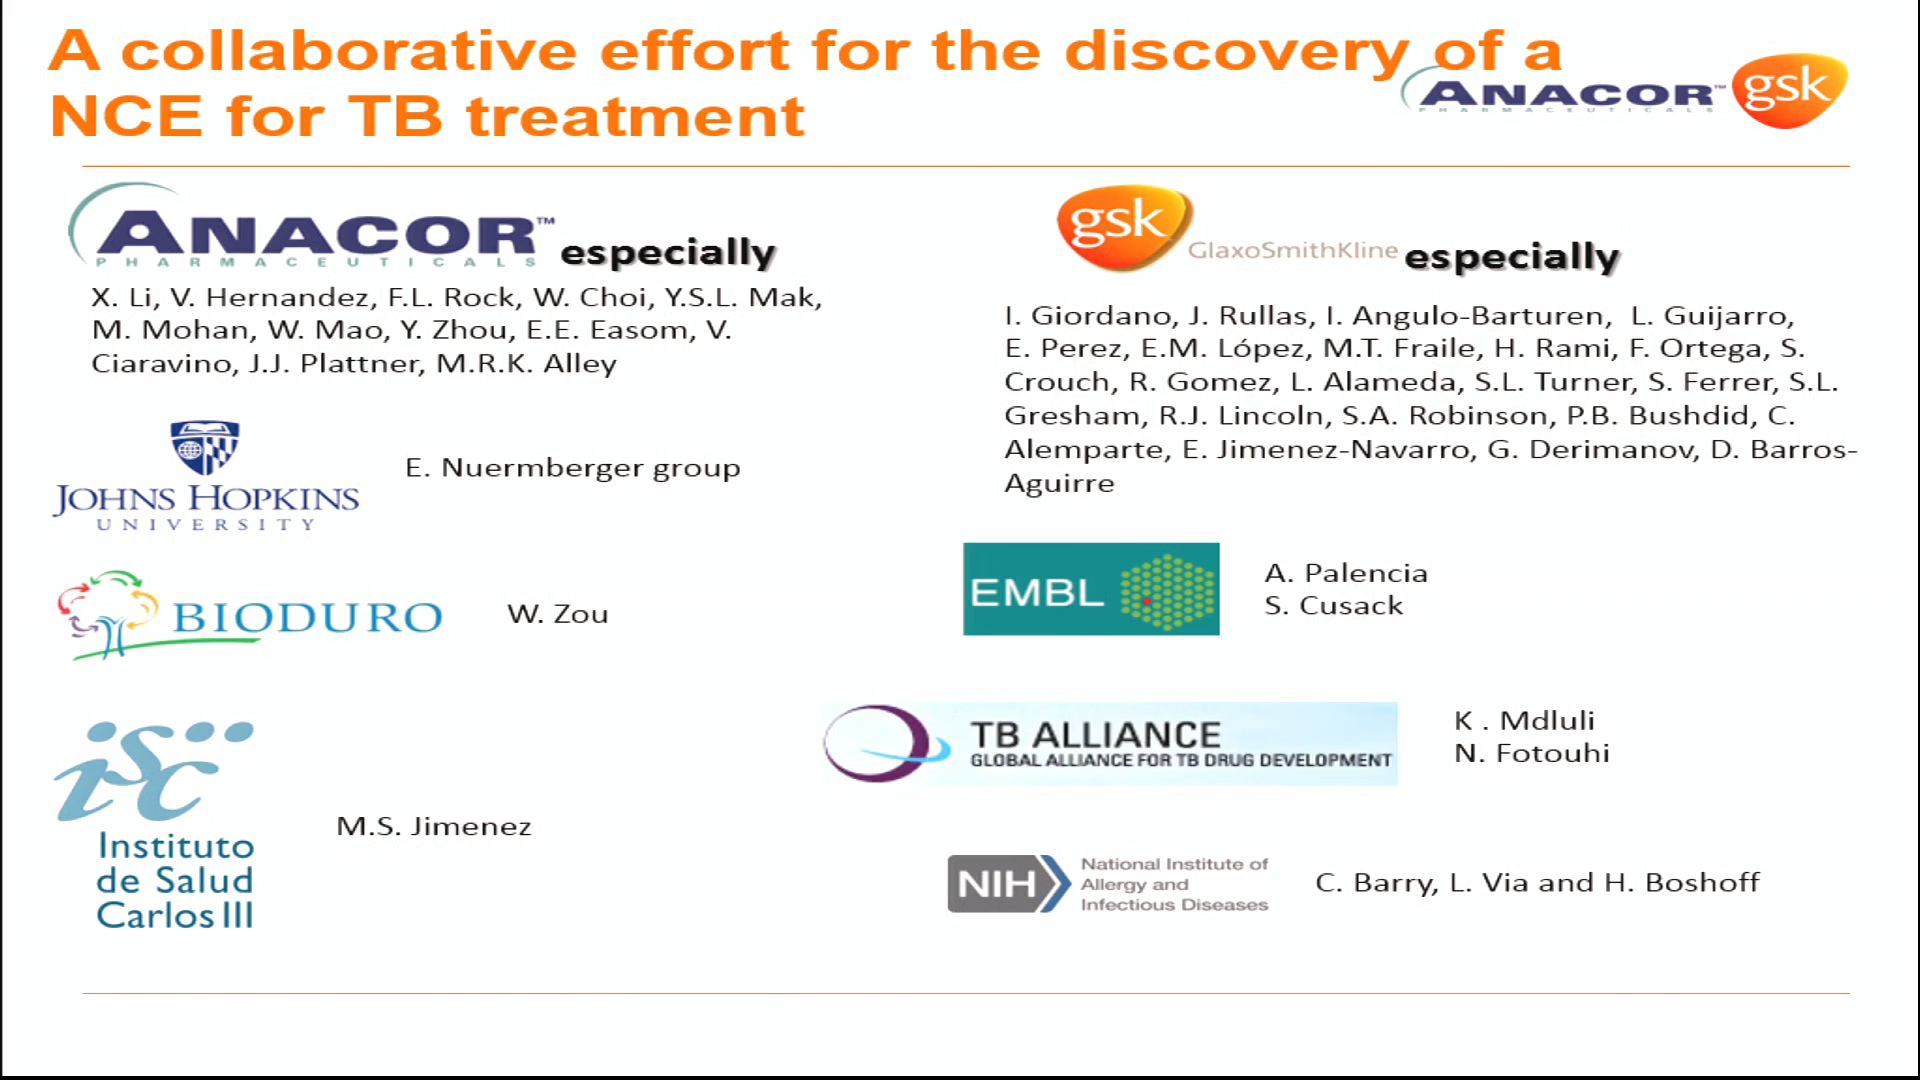 A collaborative effort for the discovery of a
NCE for TB treatment
ANACOR™
PHARMACEUTICALS
gsk
ANACOR™
PHARMACEUTICALS
especially
X. Li, V. Hernandez, F.L. Rock, W. Choi, Y.S.L. Mak,
M. Mohan, W. Mao, Y. Zhou, E.E. Easom, V.
Ciaravino, J.J. Plattner, M.R.K. Alley
JOHNS HOPKINS
UNIVERSITY
E. Nuermberger group
BIODURO
W. Zou
isciii
Instituto
de Salud
Carlos III
M.S. Jimenez
gsk
GlaxoSmithKline
especially
I. Giordano, J. Rullas, I. Angulo-Barturen, L. Guijarro,
E. Perez, E.M. López, M.T. Fraile, H. Rami, F. Ortega, S.
Crouch, R. Gomez, L. Alameda, S.L. Turner, S. Ferrer, S.L.
Gresham, R.J. Lincoln, S.A. Robinson, P.B. Bushdid, C.
Alemparte, E. Jimenez-Navarro, G. Derimanov, D. Barros-
Aguirre
EMBL
A. Palencia
S. Cusack
TB ALLIANCE
GLOBAL ALLIANCE FOR TB DRUG DEVELOPMENT
K . Mdluli
N. Fotouhi
NIH
National Institute of
Allergy and
Infectious Diseases
C. Barry, L. Via and H. Boshoff